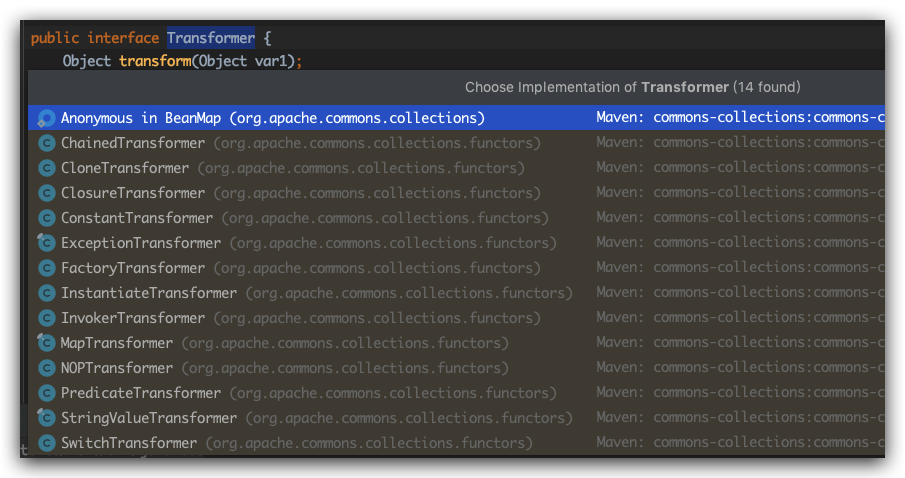 public interface Transformer {
Object transform(Object var1);
Choose Implementation of Transformer (14 found)
Anonymous in BeanMap (org.apache.commons.collections) Maven: commons-collections:commons-c
ChainedTransformer (org.apache.commons.collections.functors) Maven: commons-collections:commons-c
CloneTransformer (org.apache.commons.collections.functors) Maven: commons-collections:commons-c
ClosureTransformer (org.apache.commons.collections.functors) Maven: commons-collections:commons-c
ConstantTransformer (org.apache.commons.collections.functors) Maven: commons-collections:commons-c
ExceptionTransformer (org.apache.commons.collections.functors) Maven: commons-collections:commons-c
FactoryTransformer (org.apache.commons.collections.functors) Maven: commons-collections:commons-c
InstantiateTransformer (org.apache.commons.collections.functors) Maven: commons-collections:commons-c
InvokerTransformer (org.apache.commons.collections.functors) Maven: commons-collections:commons-c
MapTransformer (org.apache.commons.collections.functors) Maven: commons-collections:commons-c
NOPTransformer (org.apache.commons.collections.functors) Maven: commons-collections:commons-c
PredicateTransformer (org.apache.commons.collections.functors) Maven: commons-collections:commons-c
StringValueTransformer (org.apache.commons.collections.functors) Maven: commons-collections:commons-c
SwitchTransformer (org.apache.commons.collections.functors) Maven: commons-collections:commons-c